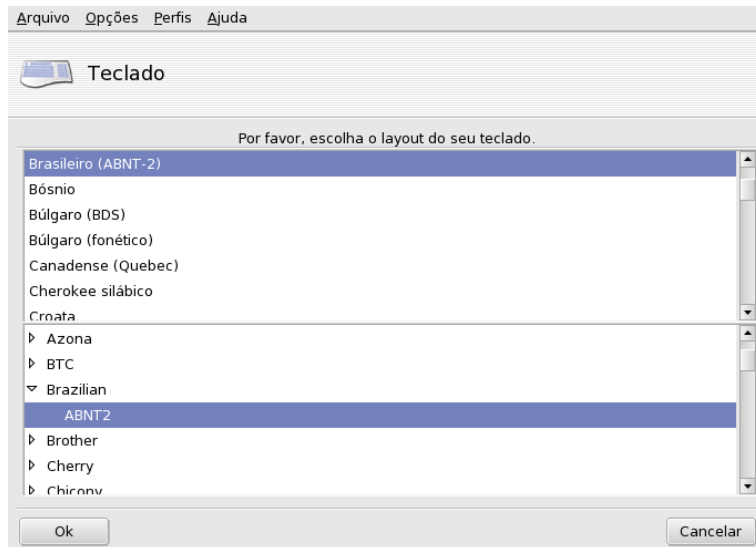 Arquivo Opções Perfis Ajuda
Teclado
Por favor, escolha o layout do seu teclado.
Brasileiro (ABNT-2)
Bósnio
Búlgaro (BDS)
Búlgaro (fonético)
Canadense (Quebec)
Cherokee silábico
Croata
Azona
BTC
Brazilian
ABNT2
Brother
Cherry
Chicony
Ok Cancelar